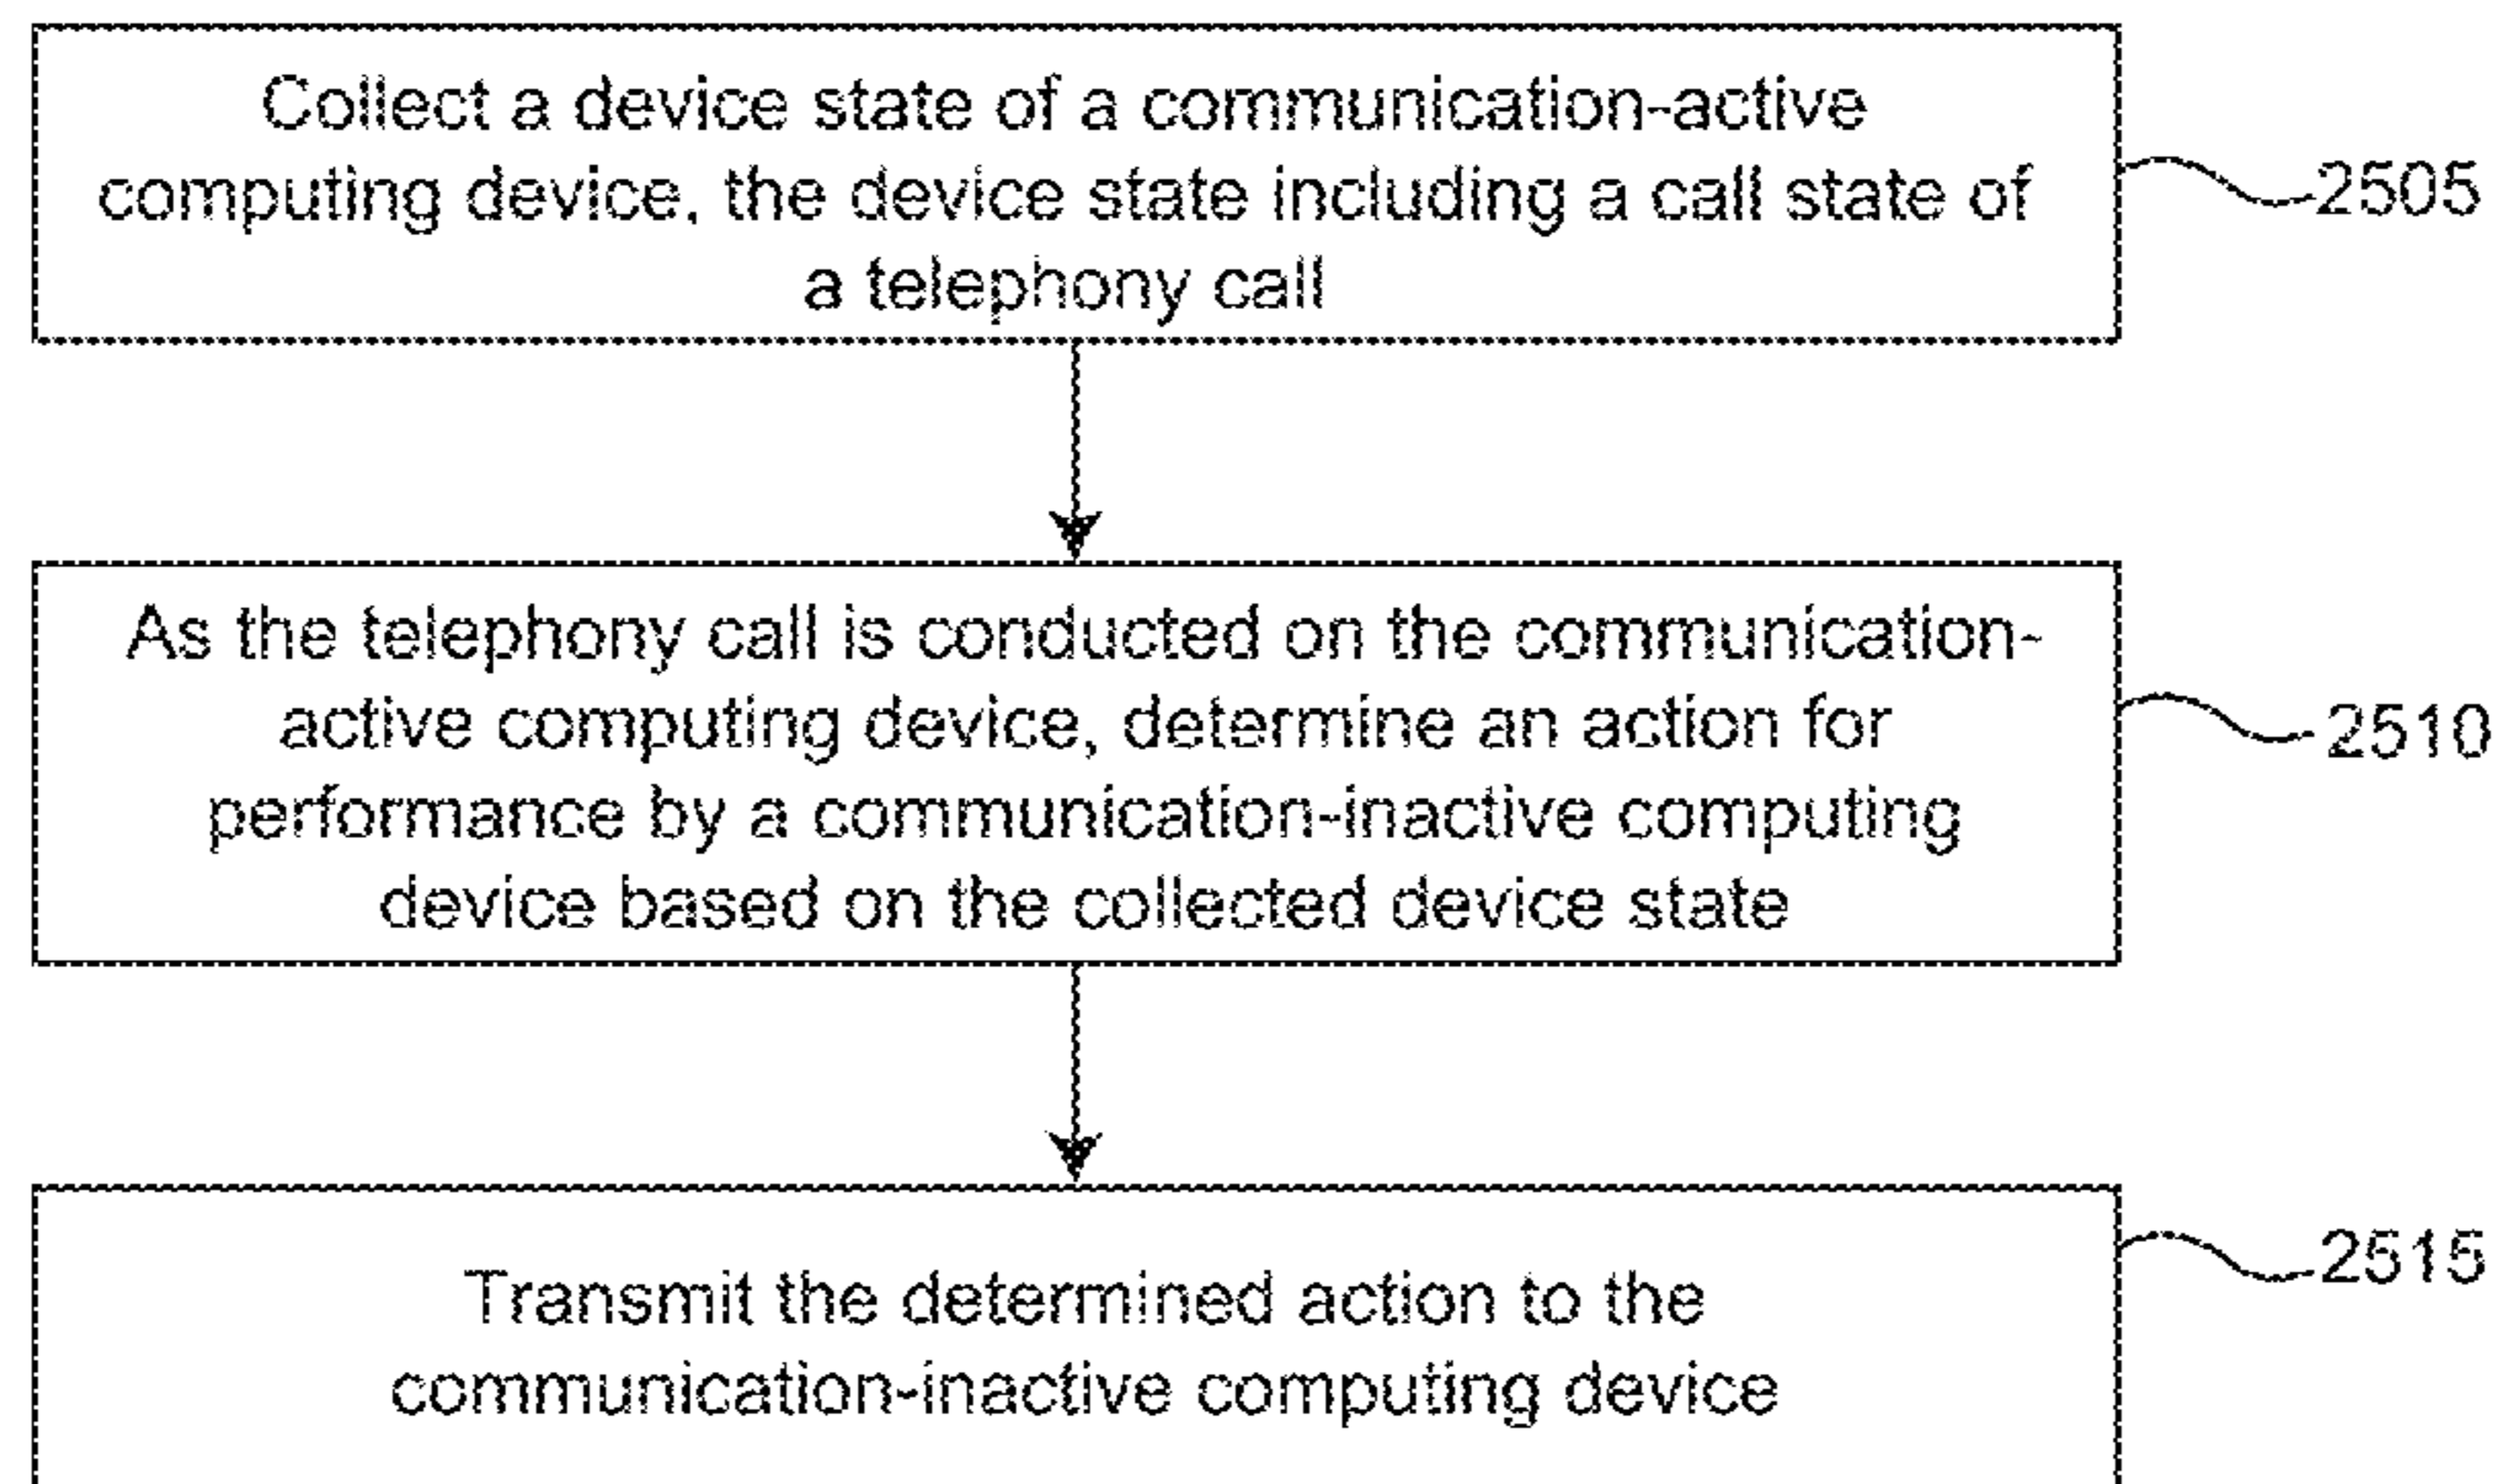 Collect a device state of a communication-active
computing device, the device state including a call state of
a telephony call
2505
As the telephony call is conducted on the communication-
active computing device, determine an action for
performance by a communication-inactive computing
device based on the collected device state
2510
Transmit the determined action to the
communication-inactive computing device
2515